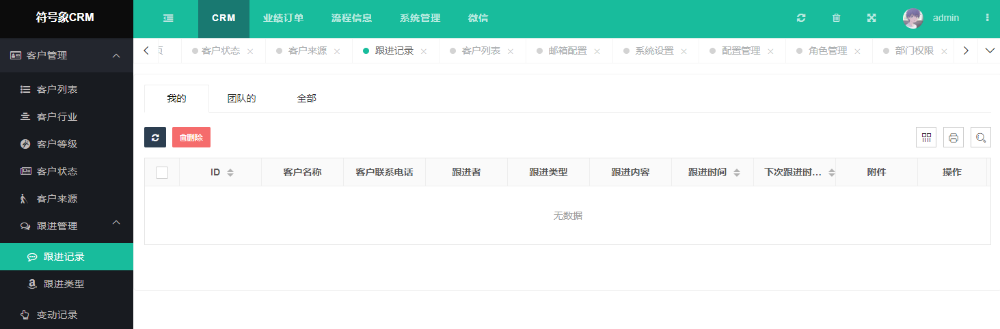 符号象CRM
CRM 业绩订单 流程信息 系统管理 微信 admin
页 客户状态 客户来源 跟进记录 客户列表 邮箱配置 系统设置 配置管理 角色管理 部门权限
客户管理
客户列表
客户行业
客户等级
客户状态
客户来源
跟进管理
跟进记录
跟进类型
变动记录
我的 团队的 全部
删除
ID 客户名称 客户联系电话 跟进者 跟进类型 跟进内容 跟进时间 下次跟进时... 附件 操作
无数据